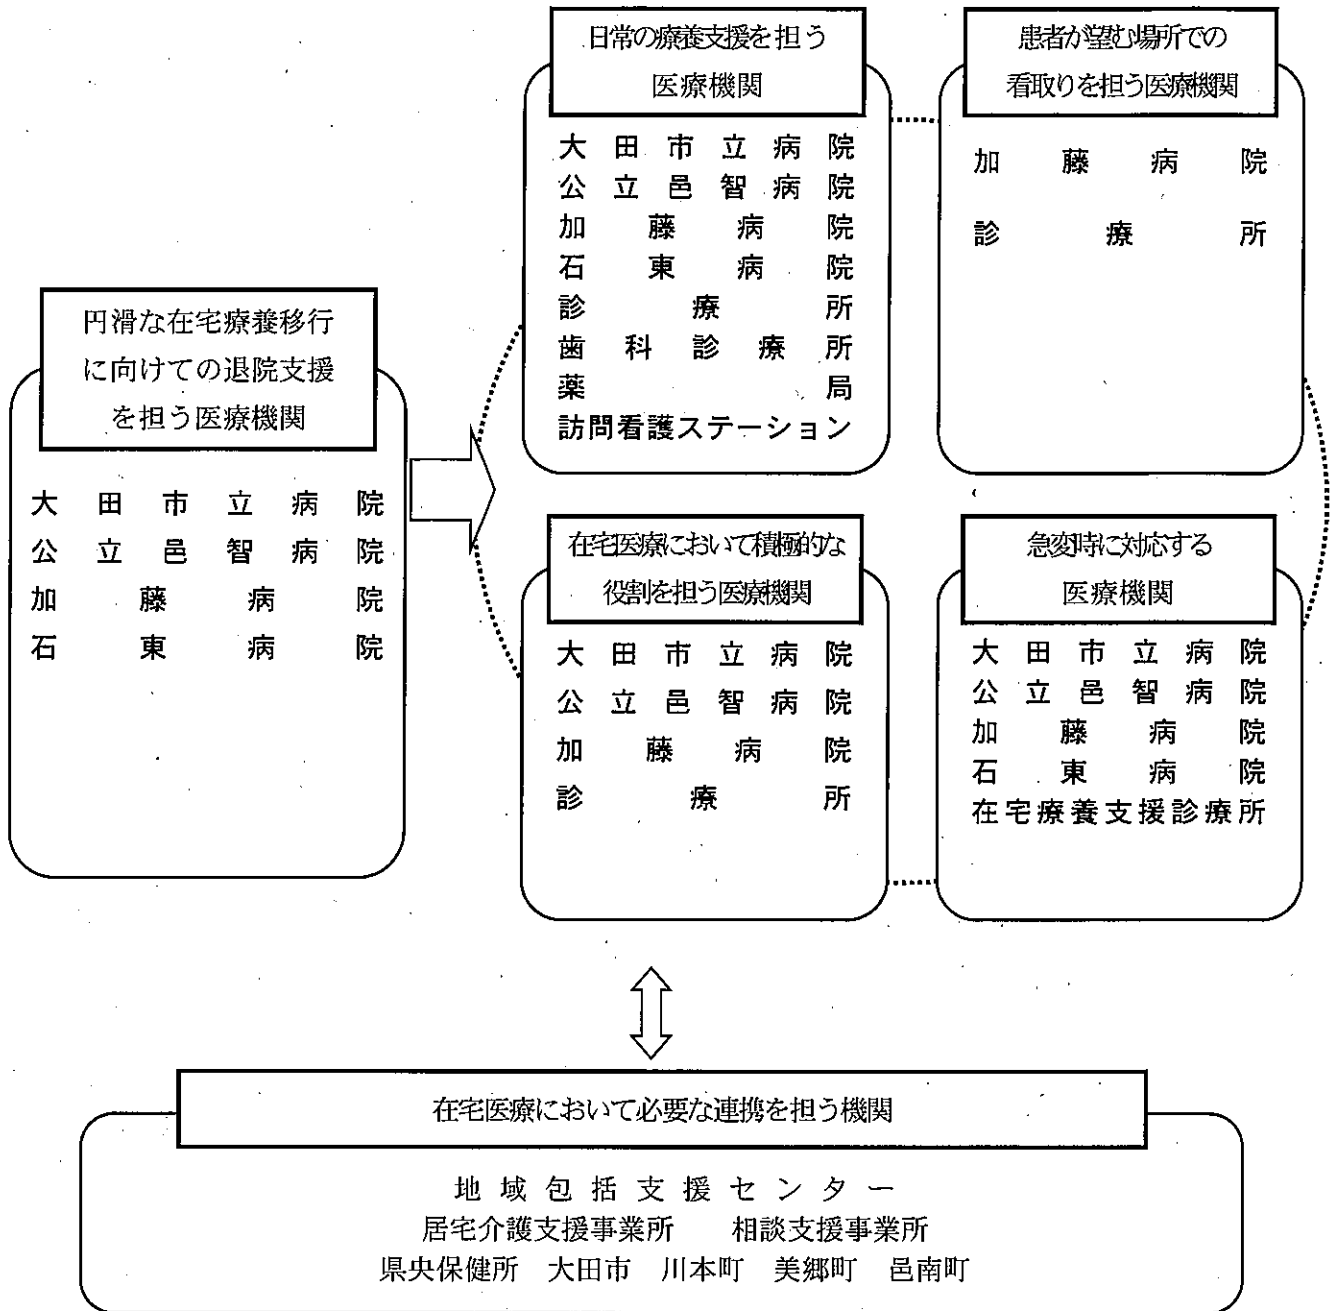 円滑な在宅療養移行
に向けての退院支援
を担う医療機関
大田市立病院
公立邑智病院
加藤病院
石東病院
日常の療養支援を担う
医療機関
大田市立病院
公立邑智病院
加藤病院
石東病院
診療所
歯科診療所
薬局
訪問看護ステーション
患者が望む場所での
看取りを担う医療機関
加藤病院
診療所
在宅医療において積極的な
役割を担う医療機関
大田市立病院
公立邑智病院
加藤病院
診療所
急変時に対応する
医療機関
大田市立病院
公立邑智病院
加藤病院
石東病院
在宅療養支援診療所
在宅医療において必要な連携を担う機関
地域包括支援センター
居宅介護支援事業所 相談支援事業所
県央保健所 大田市 川本町 美郷町 邑南町